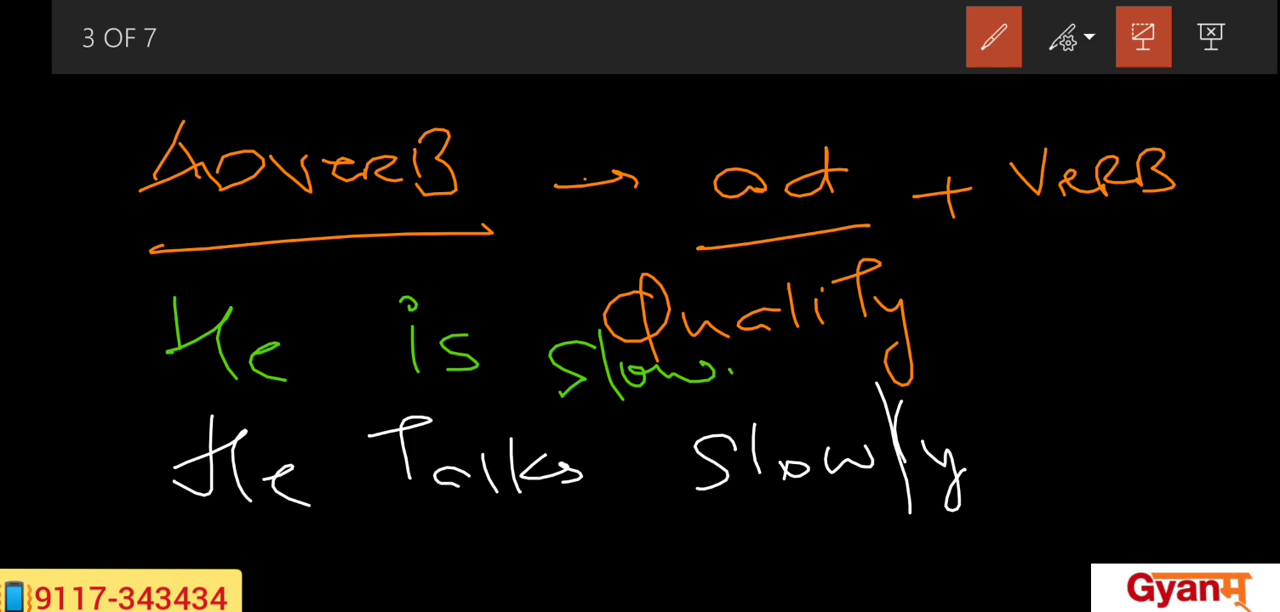 3 OF 7
ADVERB → ad + VERB
Quality
He is slow.
He Talks Slowly
9117-343434
Gyanम